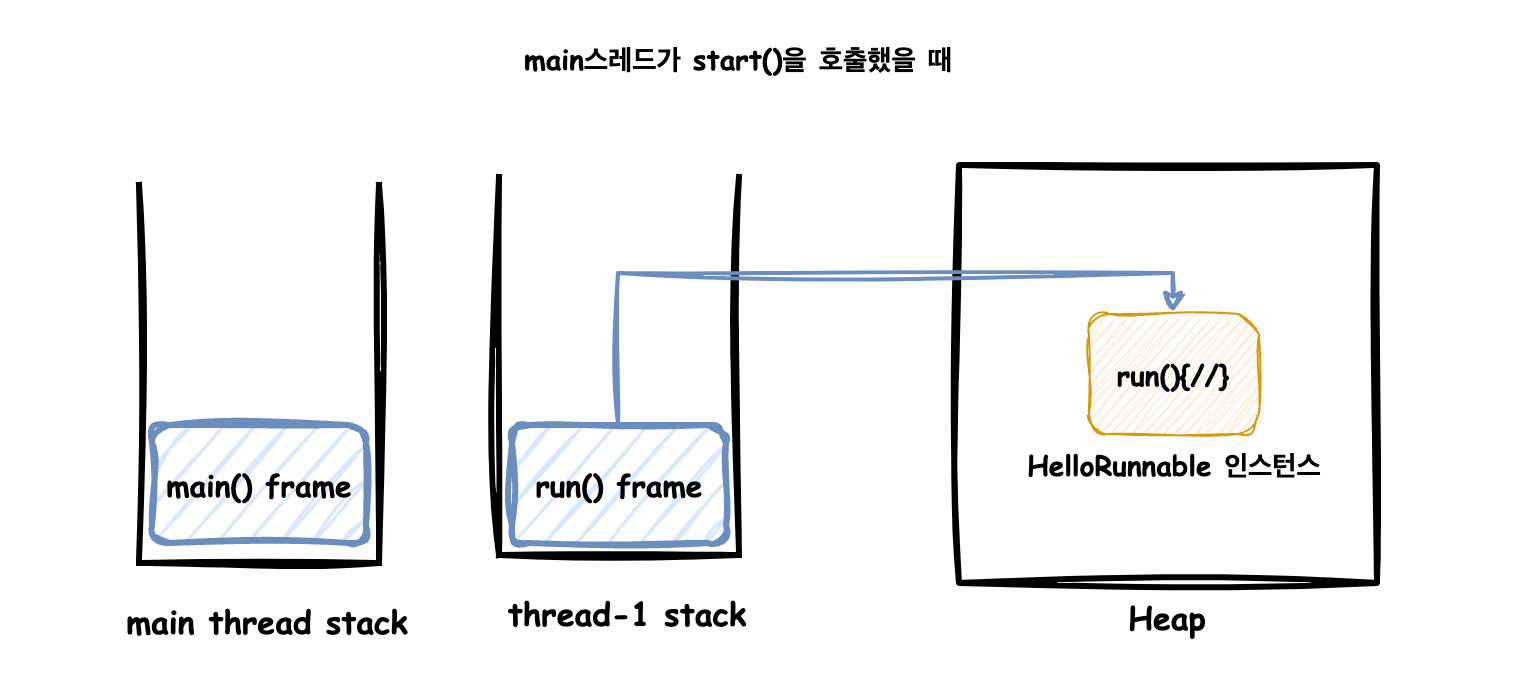 main스레드가 start()을 호출했을 때
main() frame
run() frame
run(){//}
HelloRunnable 인스턴스
main thread stack
thread-1 stack
Heap